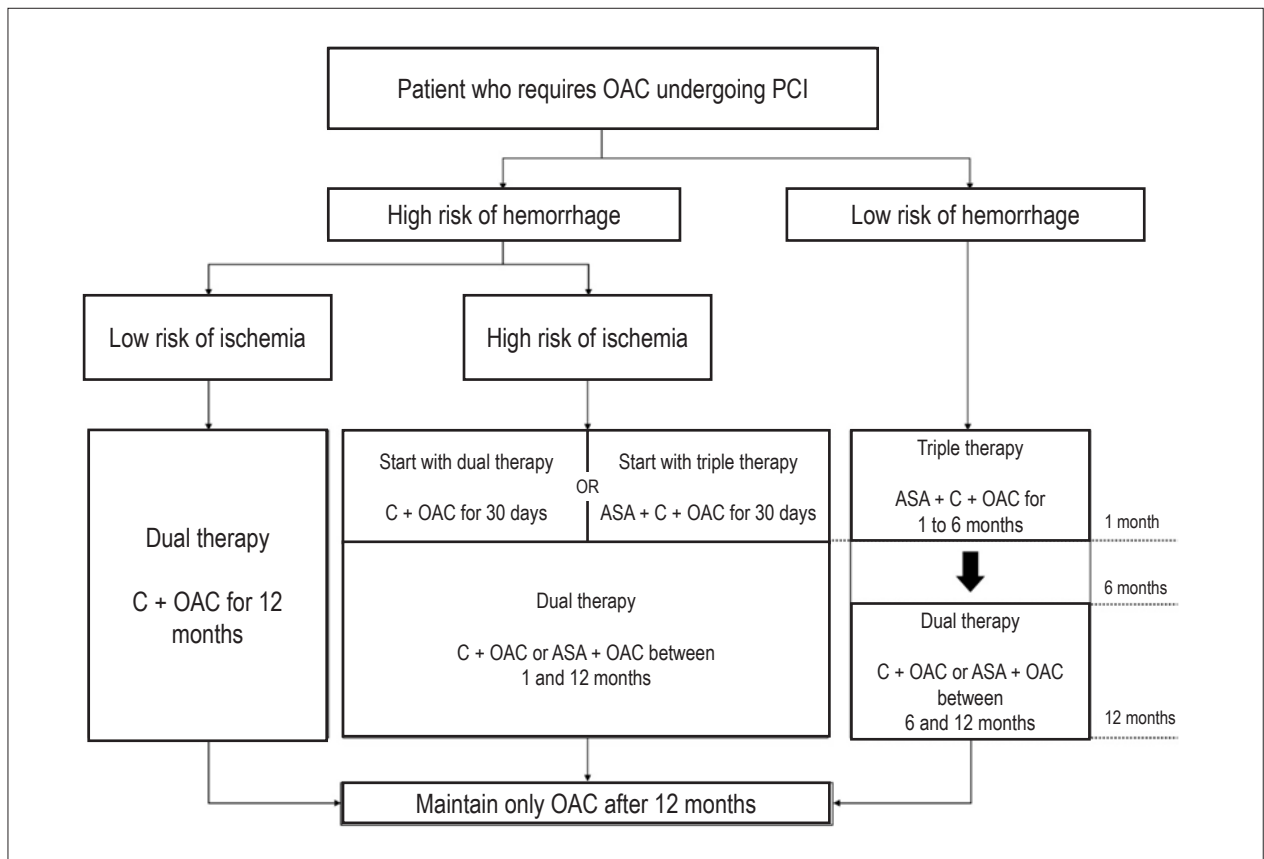 Patient who requires OAC undergoing PCI
High risk of hemorrhage
Low risk of hemorrhage
Low risk of ischemia
High risk of ischemia
Dual therapy
C + OAC for 12
months
Start with dual therapy
C + OAC for 30 days
OR
Start with triple therapy
ASA + C + OAC for 30 days
Dual therapy
C + OAC or ASA + OAC between
1 and 12 months
Triple therapy
ASA + C + OAC for
1 to 6 months
1 month
6 months
Dual therapy
C + OAC or ASA + OAC
between
6 and 12 months
12 months
Maintain only OAC after 12 months